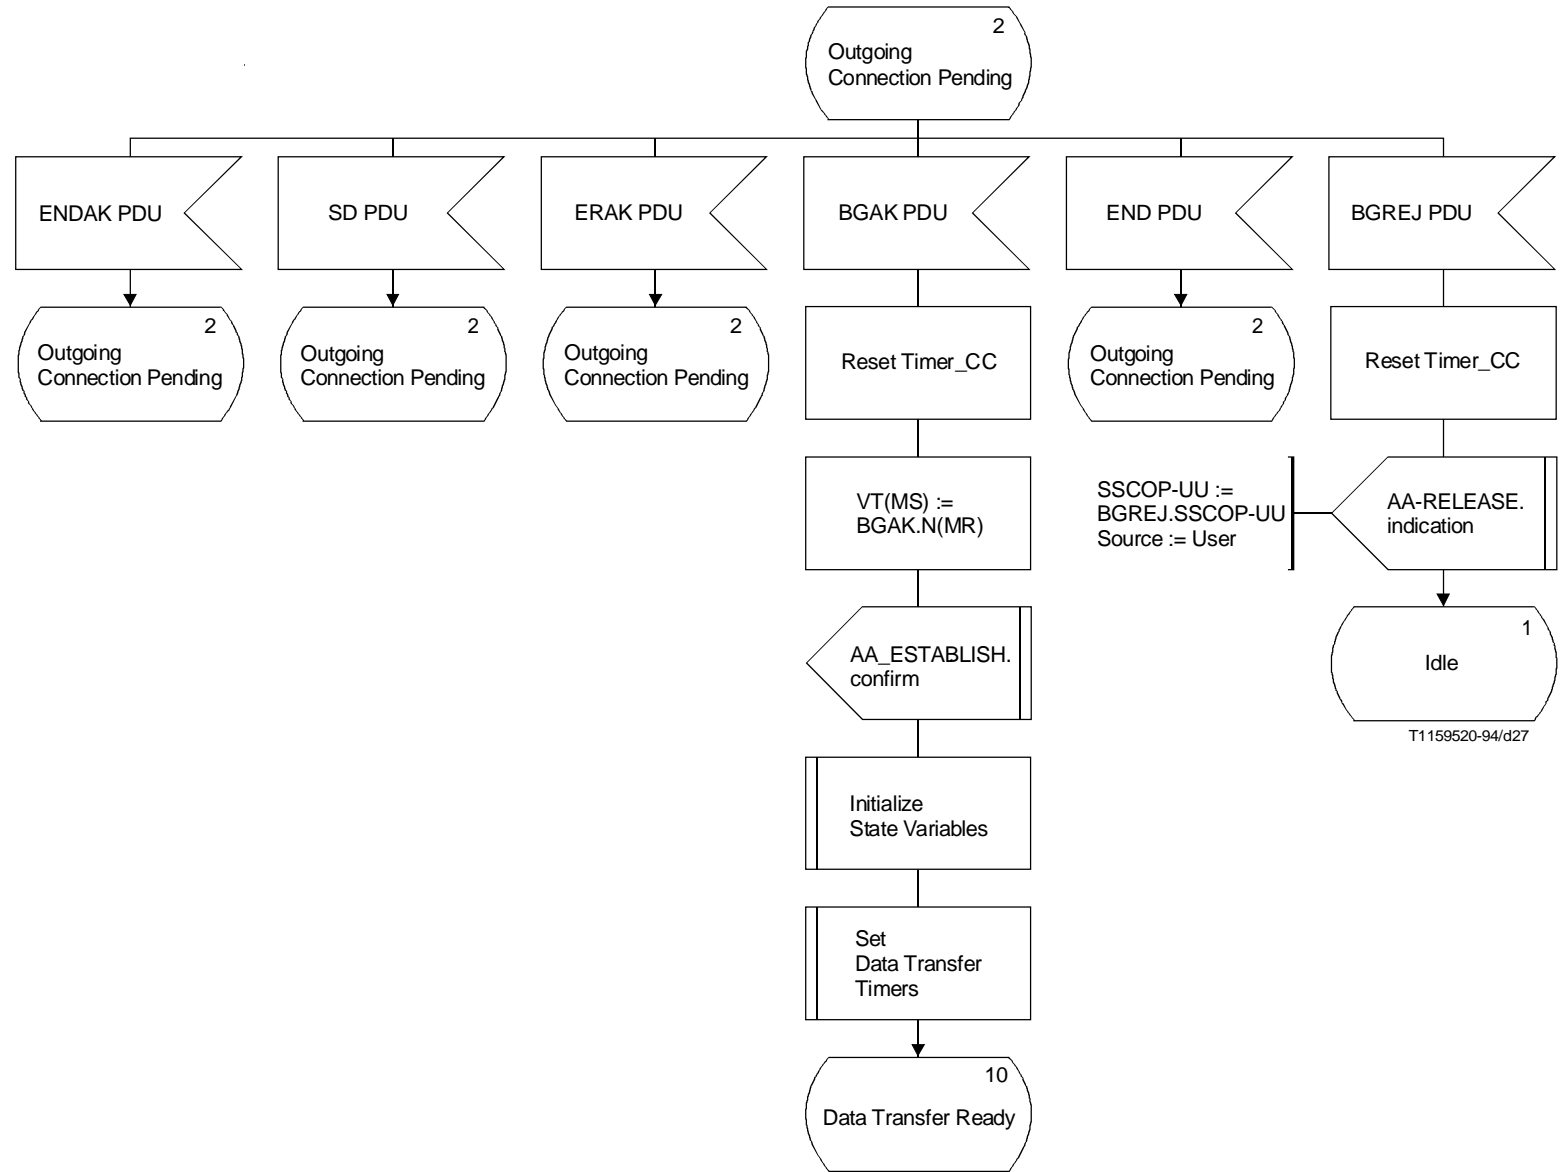 2
Outgoing
Connection Pending
ENDAK PDU
SD PDU
ERAK PDU
BGAK PDU
END PDU
BGREJ PDU
2
Outgoing
Connection Pending
2
Outgoing
Connection Pending
2
Outgoing
Connection Pending
Reset Timer_CC
2
Outgoing
Connection Pending
Reset Timer_CC
VT(MS) :=
BGAK.N(MR)
SSCOP-UU :=
BGREJ.SSCOP-UU
Source := User
AA-RELEASE.
indication
AA_ESTABLISH.
confirm
1
Idle
T1159520-94/d27
Initialize
State Variables
Set
Data Transfer
Timers
10
Data Transfer Ready